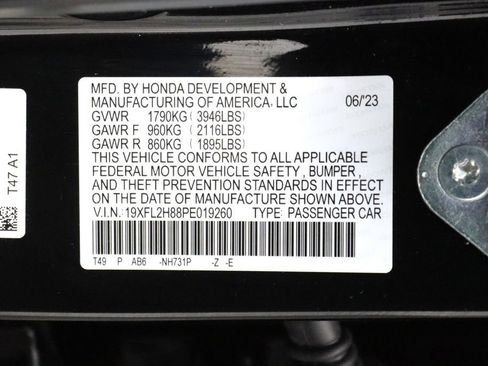 MFD. BY HONDA DEVELOPMENT &
MANUFACTURING OF AMERICA, LLC 06/'23
GVWR 1790KG (3946LBS)
GAWR F 960KG (2116LBS)
GAWR R 860KG (1895LBS)
THIS VEHICLE CONFORMS TO ALL APPLICABLE
FEDERAL MOTOR VEHICLE SAFETY, BUMPER,
AND THEFT PREVENTION STANDARDS IN EFFECT
ON THE DATE OF MANUFACTURE SHOWN ABOVE.
V.I.N. 19XFL2H88PE019260 TYPE: PASSENGER CAR
T49 P AB6 -NH731P -Z -E
T47 A1